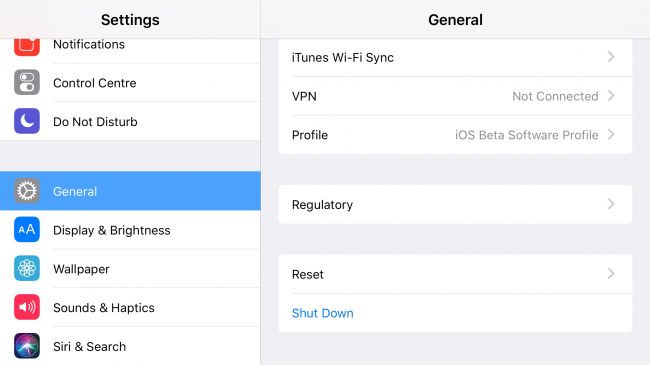 Settings
Notifications
Control Centre
Do Not Disturb
General
AA
Display & Brightness
Wallpaper
Sounds & Haptics
Siri & Search
General
iTunes Wi-Fi Sync
VPN Not Connected
Profile iOS Beta Software Profile
Regulatory
Reset
Shut Down